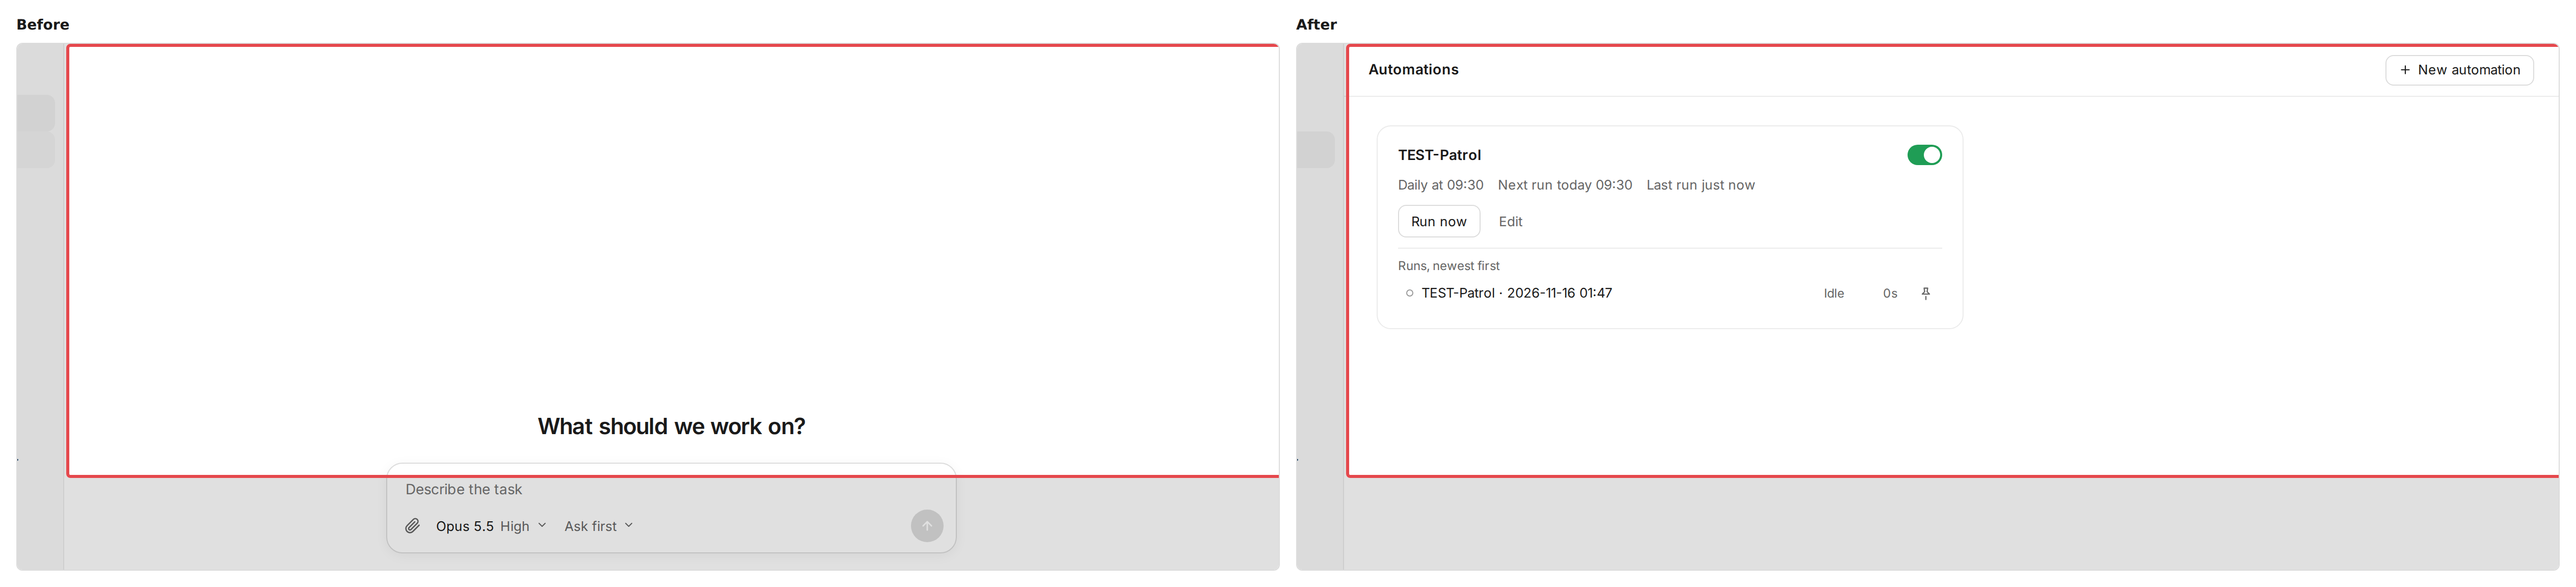 Before
What should we work on?
Describe the task
Opus 5.5 High
Ask first
After
Automations
New automation
TEST-Patrol
Daily at 09:30 Next run today 09:30 Last run just now
Run now Edit
Runs, newest first
TEST-Patrol · 2026-11-16 01:47 Idle 0s